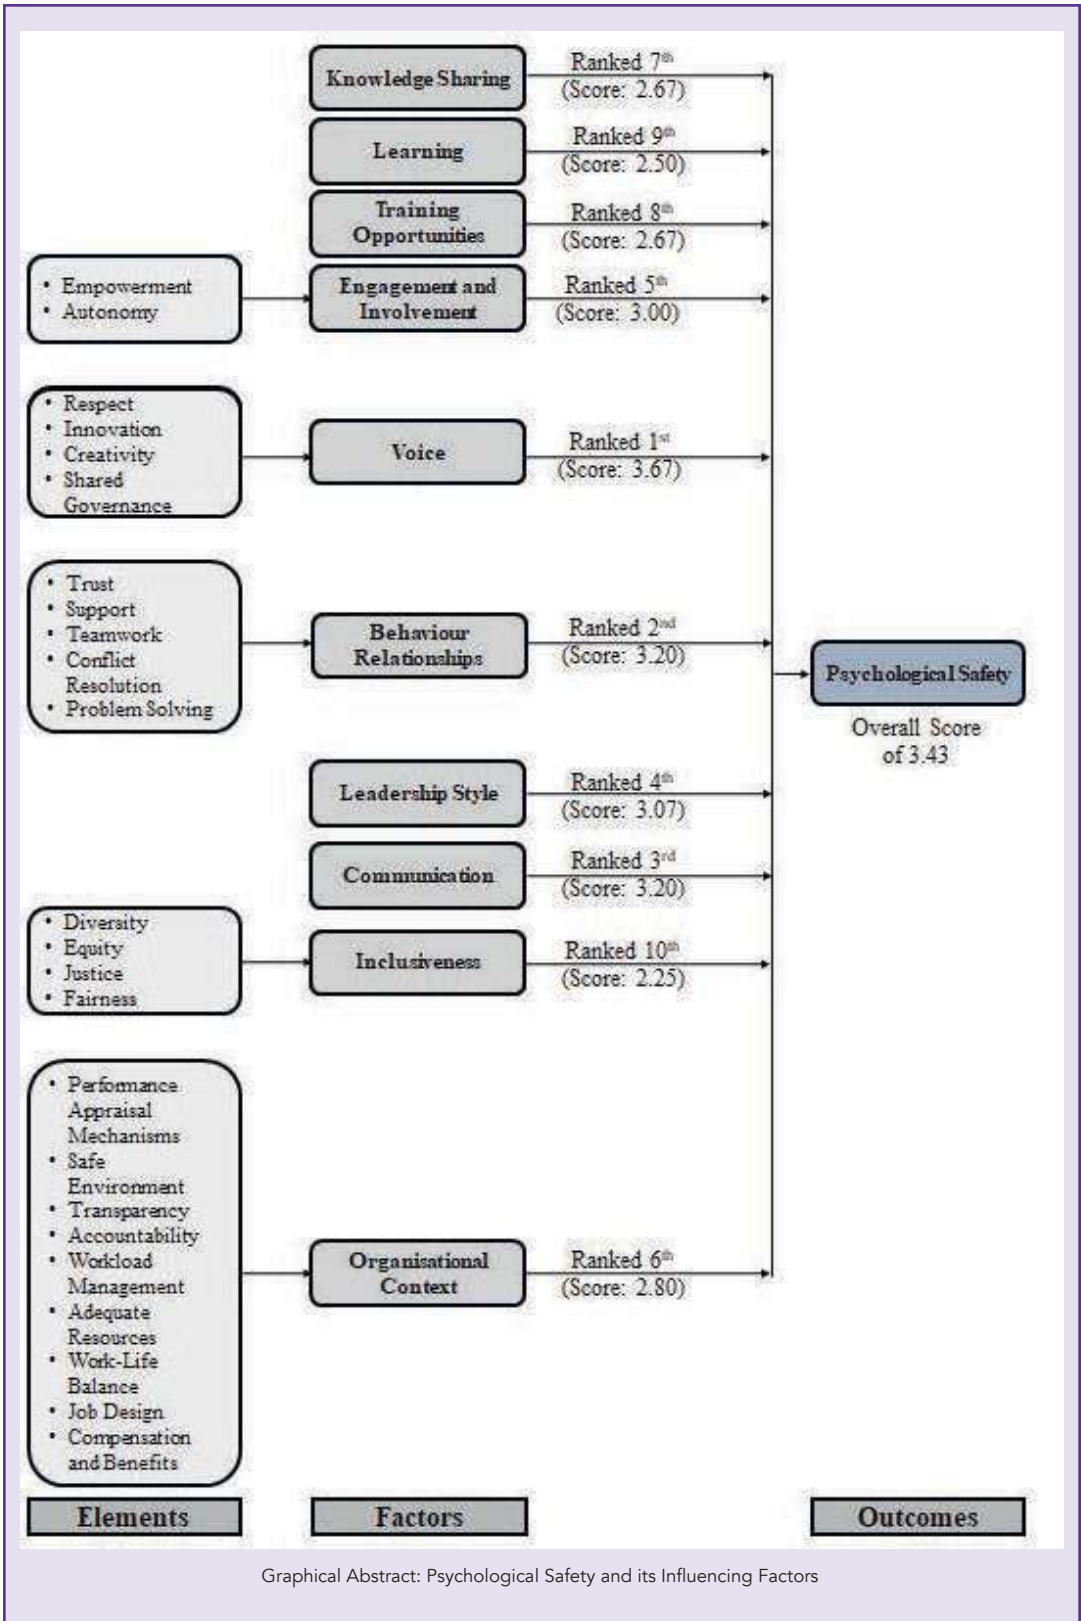 Knowledge Sharing
Ranked 7th
(Score: 2.67)
Learning
Ranked 9th
(Score: 2.50)
Training
Opportunities
Ranked 8th
(Score: 2.67)
• Empowerment
• Autonomy
Engagement and
Involvement
Ranked 5th
(Score: 3.00)
• Respect
• Innovation
• Creativity
• Shared
Governance
Voice
Ranked 1st
(Score: 3.67)
• Trust
• Support
• Teamwork
• Conflict
Resolution
• Problem Solving
Behaviour
Relationships
Ranked 2nd
(Score: 3.20)
Psychological Safety
Overall Score
of 3.43
Leadership Style
Ranked 4th
(Score: 3.07)
Communication
Ranked 3rd
(Score: 3.20)
• Diversity
• Equity
• Justice
• Fairness
Inclusiveness
Ranked 10th
(Score: 2.25)
• Performance
Appraisal
Mechanisms
• Safe
Environment
• Transparency
• Accountability
• Workload
Management
• Adequate
Resources
• Work-Life
Balance
• Job Design
• Compensation
and Benefits
Organisational
Context
Ranked 6th
(Score: 2.80)
Elements
Factors
Outcomes
Graphical Abstract: Psychological Safety and its Influencing Factors